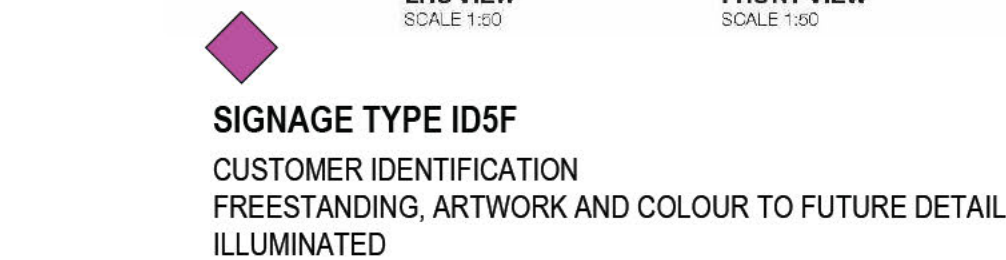 SCALE 1:50 SCALE 1:50
SIGNAGE TYPE ID5F
CUSTOMER IDENTIFICATION
FREESTANDING, ARTWORK AND COLOUR TO FUTURE DETAIL
ILLUMINATED